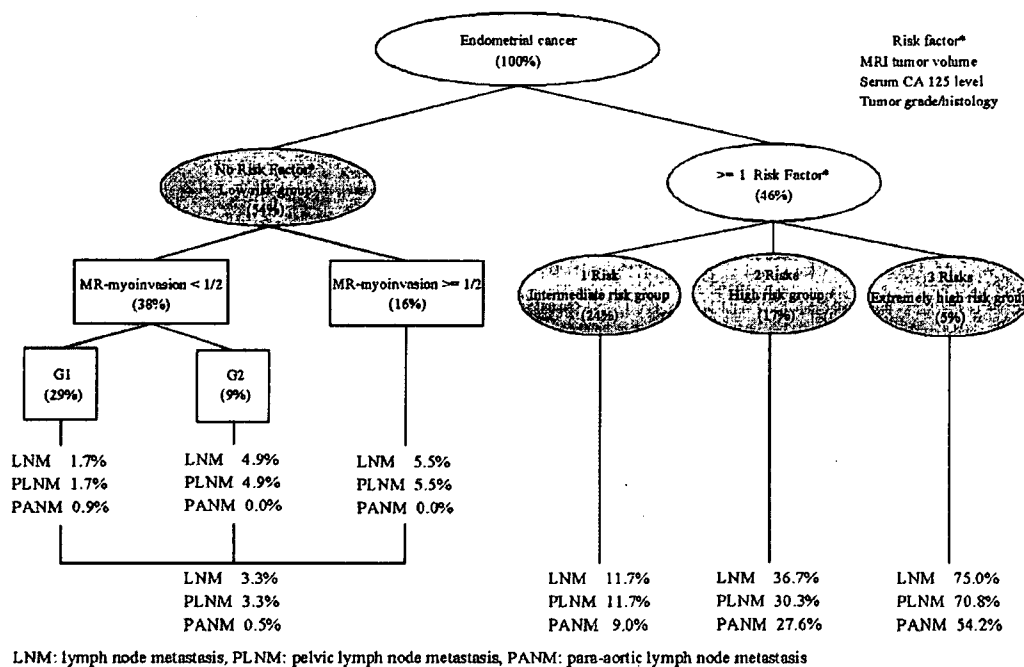 Endometrial cancer
(100%)
Risk factor*
MRI tumor volume
Serum CA 125 level
Tumor grade/histology
No Risk Factor*
Low risk group
(54%)
>= 1 Risk Factor*
(46%)
MR-myoinvasion < 1/2
(38%)
MR-myoinvasion >= 1/2
(16%)
1 Risk
Intermediate risk group
(24%)
2 Risks
High risk group
(17%)
3 Risks
Extremely high risk group
(5%)
G1
(29%)
G2
(9%)
LNM 1.7%
PLNM 1.7%
PANM 0.9%
LNM 4.9%
PLNM 4.9%
PANM 0.0%
LNM 5.5%
PLNM 5.5%
PANM 0.0%
LNM 3.3%
PLNM 3.3%
PANM 0.5%
LNM 11.7%
PLNM 11.7%
PANM 9.0%
LNM 36.7%
PLNM 30.3%
PANM 27.6%
LNM 75.0%
PLNM 70.8%
PANM 54.2%
LNM: lymph node metastasis, PLNM: pelvic lymph node metastasis, PANM: para-aortic lymph node metastasis